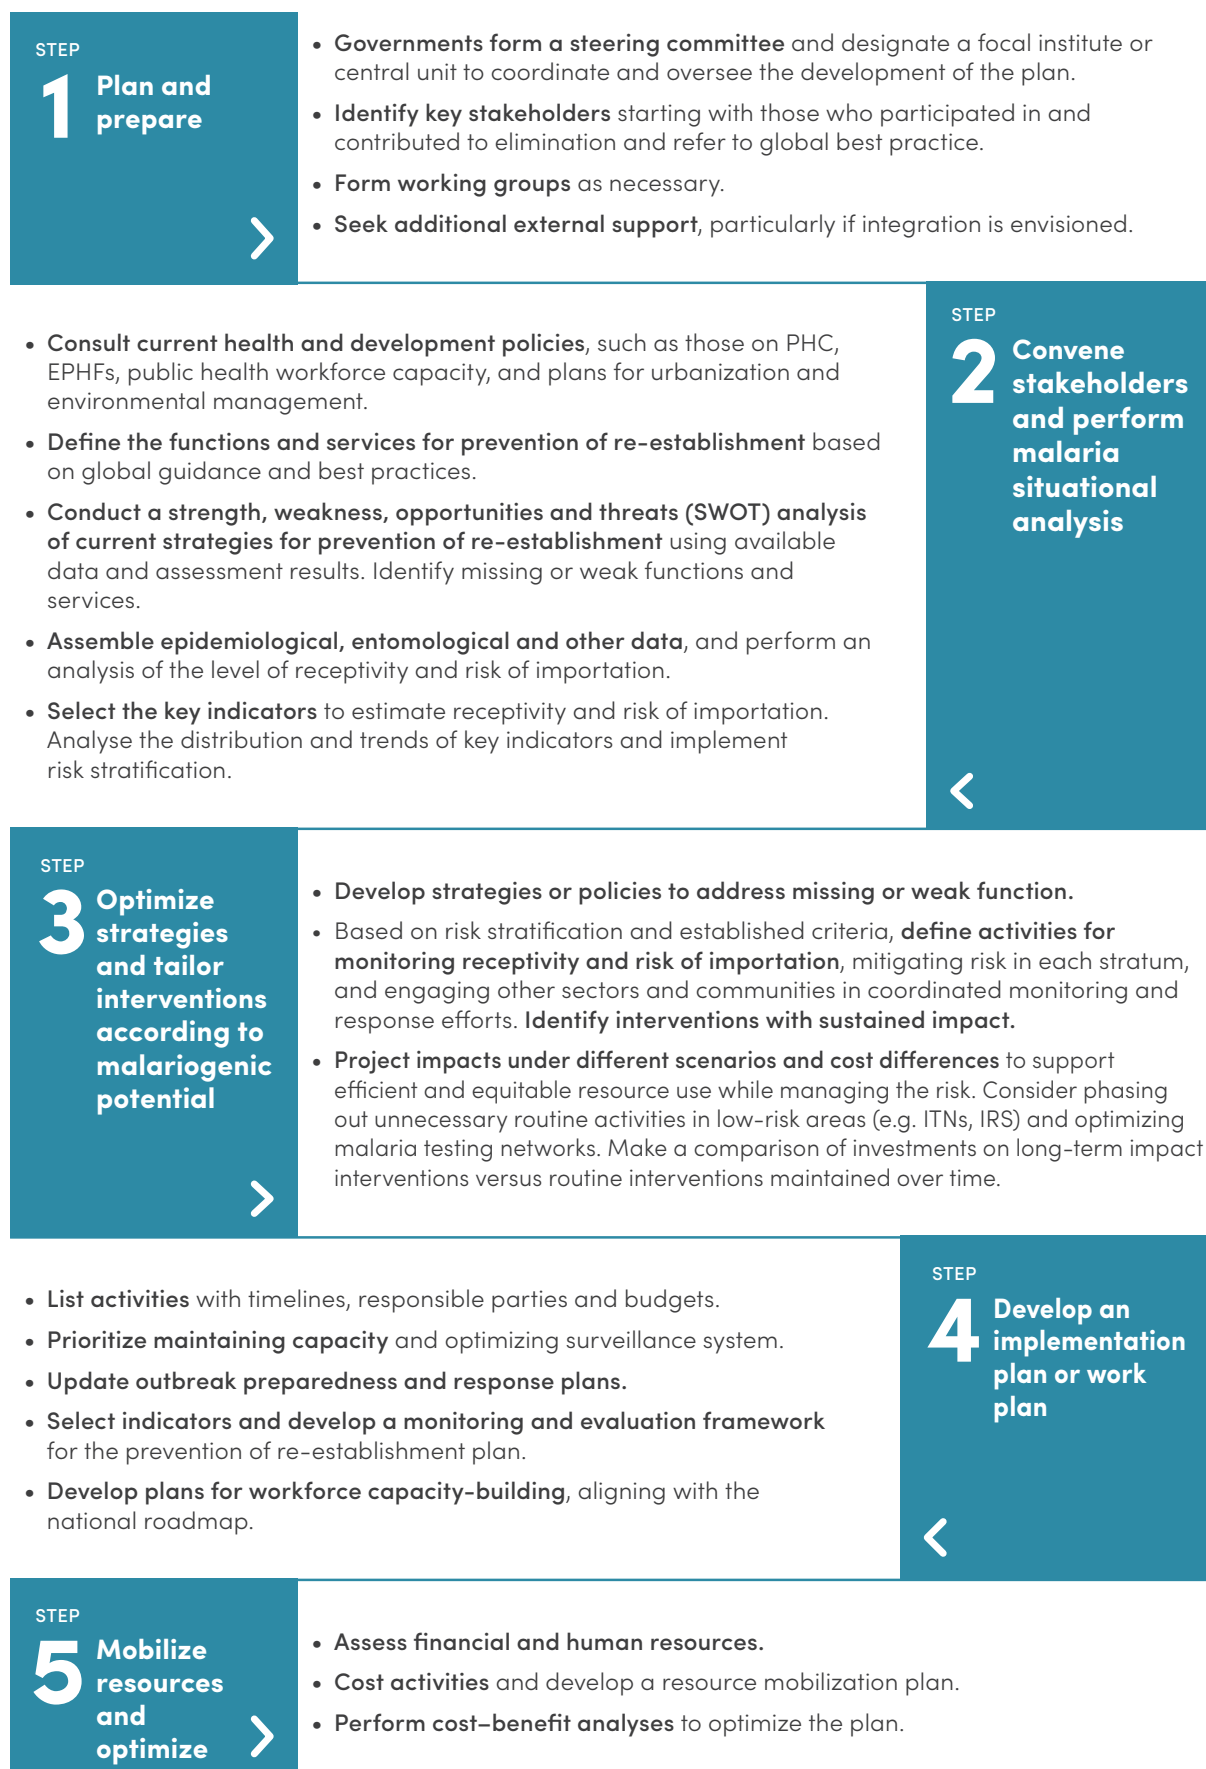 STEP
1 Plan and
prepare
• Governments form a steering committee and designate a focal institute or
central unit to coordinate and oversee the development of the plan.
• Identify key stakeholders starting with those who participated in and
contributed to elimination and refer to global best practice.
• Form working groups as necessary.
• Seek additional external support, particularly if integration is envisioned.
STEP
2 Convene
stakeholders
and perform
malaria
situational
analysis
• Consult current health and development policies, such as those on PHC,
EPHFs, public health workforce capacity, and plans for urbanization and
environmental management.
• Define the functions and services for prevention of re-establishment based
on global guidance and best practices.
• Conduct a strength, weakness, opportunities and threats (SWOT) analysis
of current strategies for prevention of re-establishment using available
data and assessment results. Identify missing or weak functions and
services.
• Assemble epidemiological, entomological and other data, and perform an
analysis of the level of receptivity and risk of importation.
• Select the key indicators to estimate receptivity and risk of importation.
Analyse the distribution and trends of key indicators and implement
risk stratification.
STEP
3 Optimize
strategies
and tailor
interventions
according to
malariogenic
potential
• Develop strategies or policies to address missing or weak function.
• Based on risk stratification and established criteria, define activities for
monitoring receptivity and risk of importation, mitigating risk in each stratum,
and engaging other sectors and communities in coordinated monitoring and
response efforts. Identify interventions with sustained impact.
• Project impacts under different scenarios and cost differences to support
efficient and equitable resource use while managing the risk. Consider phasing
out unnecessary routine activities in low-risk areas (e.g. ITNs, IRS) and optimizing
malaria testing networks. Make a comparison of investments on long-term impact
interventions versus routine interventions maintained over time.
STEP
4 Develop an
implementation
plan or work
plan
• List activities with timelines, responsible parties and budgets.
• Prioritize maintaining capacity and optimizing surveillance system.
• Update outbreak preparedness and response plans.
• Select indicators and develop a monitoring and evaluation framework
for the prevention of re-establishment plan.
• Develop plans for workforce capacity-building, aligning with the
national roadmap.
STEP
5 Mobilize
resources
and
optimize
• Assess financial and human resources.
• Cost activities and develop a resource mobilization plan.
• Perform cost–benefit analyses to optimize the plan.